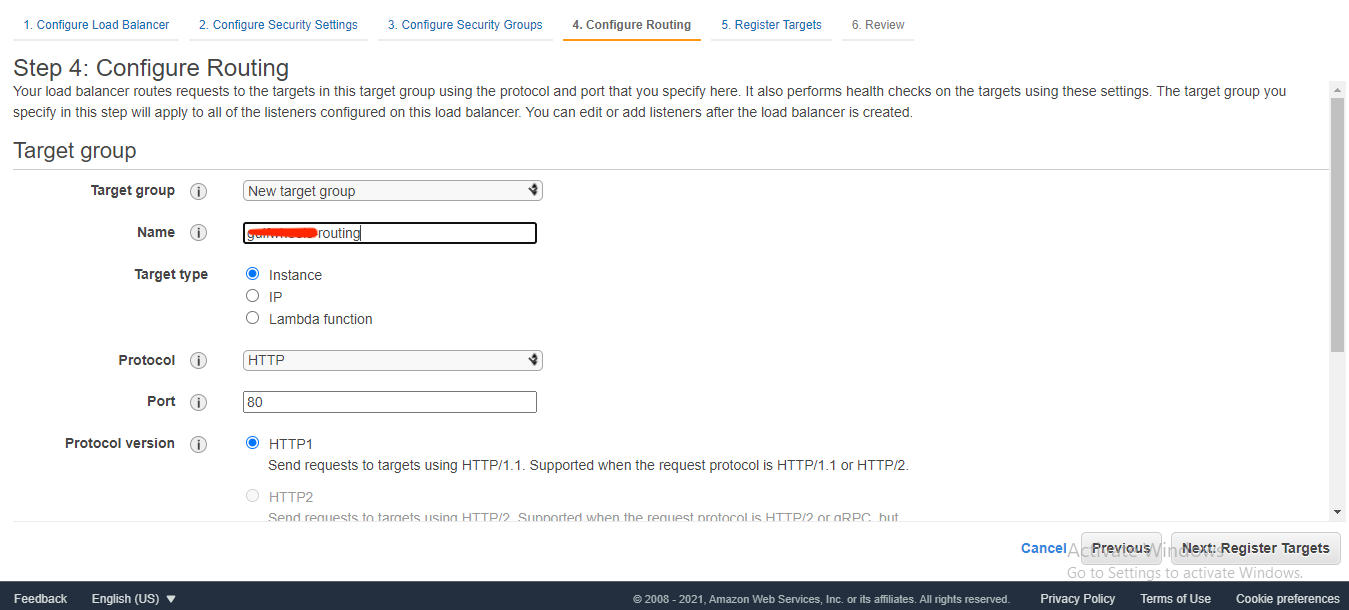 1. Configure Load Balancer 2. Configure Security Settings 3. Configure Security Groups 4. Configure Routing 5. Register Targets 6. Review
Step 4: Configure Routing
Your load balancer routes requests to the targets in this target group using the protocol and port that you specify here. It also performs health checks on the targets using these settings. The target group you
specify in this step will apply to all of the listeners configured on this load balancer. You can edit or add listeners after the load balancer is created.
Target group
Target group i New target group
Name i routing
Target type Instance
IP
Lambda function
Protocol i HTTP
Port i 80
Protocol version i HTTP1
Send requests to targets using HTTP/1.1. Supported when the request protocol is HTTP/1.1 or HTTP/2.
HTTP2
Send requests to targets using HTTP/2. Supported when the request protocol is HTTP/2 or gRPC, but
Cancel Previous Next: Register Targets
Activate Windows
Go to Settings to activate Windows.
Feedback English (US) © 2008 - 2021, Amazon Web Services, Inc. or its affiliates. All rights reserved. Privacy Policy Terms of Use Cookie preferences